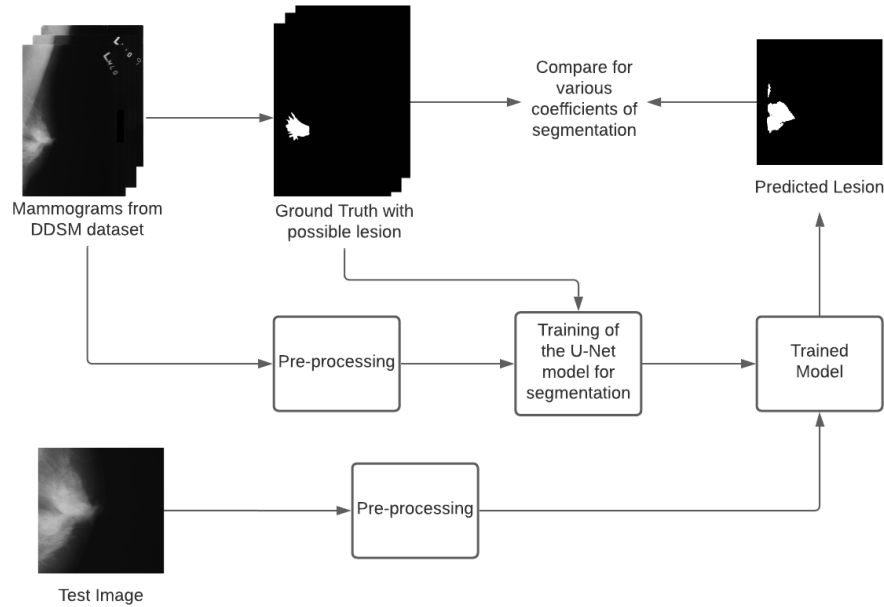 Compare for
various
coefficients of
segmentation
Mammograms from
DDSM dataset
Ground Truth with
possible lesion
Predicted Lesion
Pre-processing
Training of
the U-Net
model for
segmentation
Trained
Model
Pre-processing
Test Image